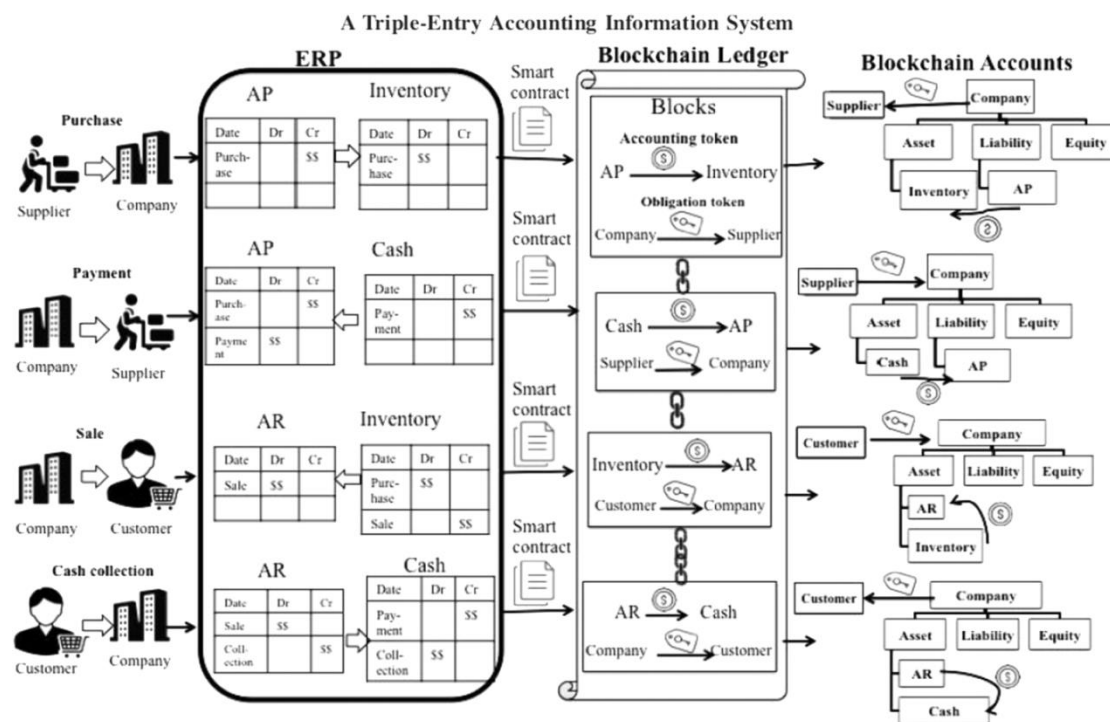 A Triple-Entry Accounting Information System
ERP
Blockchain Ledger
Blockchain Accounts
Purchase
Supplier
Company
AP
Inventory
Date Dr Cr
Purch-
ase $$
Date Dr Cr
Purc-
hase $$
Smart
contract
Blocks
Accounting token
$
AP Inventory
Obligation token
Company Supplier
Supplier Company
Asset Liability Equity
Inventory AP
$
Payment
Company
Supplier
AP
Cash
Date Dr Cr
Purch-
ase $$
Payme
nt $$
Date Dr Cr
Pay-
ment $$
Smart
contract
$
Cash AP
Supplier Company
Supplier Company
Asset Liability Equity
Cash AP
$
Sale
Company
Customer
AR
Inventory
Date Dr Cr
Sale $$
Date Dr Cr
Purc-
hase $$
Sale $$
Smart
contract
$
Inventory AR
Customer Company
Customer Company
Asset Liability Equity
AR
$
Inventory
Cash collection
Customer
Company
AR
Cash
Date Dr Cr
Sale $$
Coll-
ection $$
Date Dr Cr
Pay-
ment $$
Coll-
ection $$
Smart
contract
$
AR Cash
Company Customer
Customer Company
Asset Liability Equity
AR
$
Cash